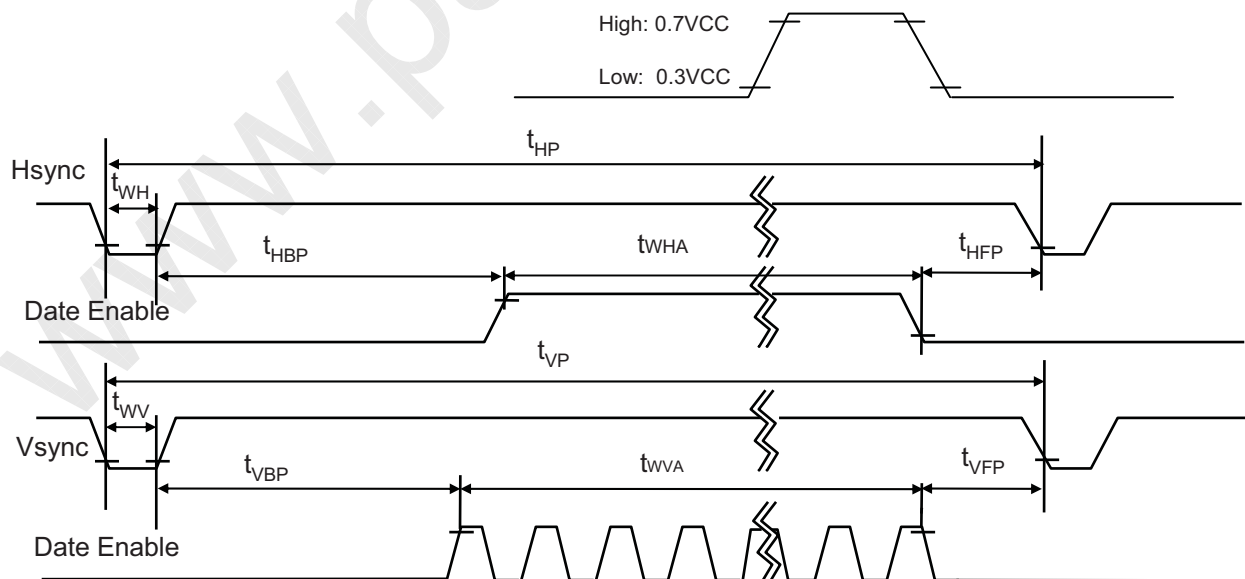 High: 0.7VCC
Low: 0.3VCC
tHP
Hsync
tWH
tHBP
tWHA
tHFP
Date Enable
tVP
tWV
Vsync
tVBP
tWVA
tVFP
Date Enable
www.p